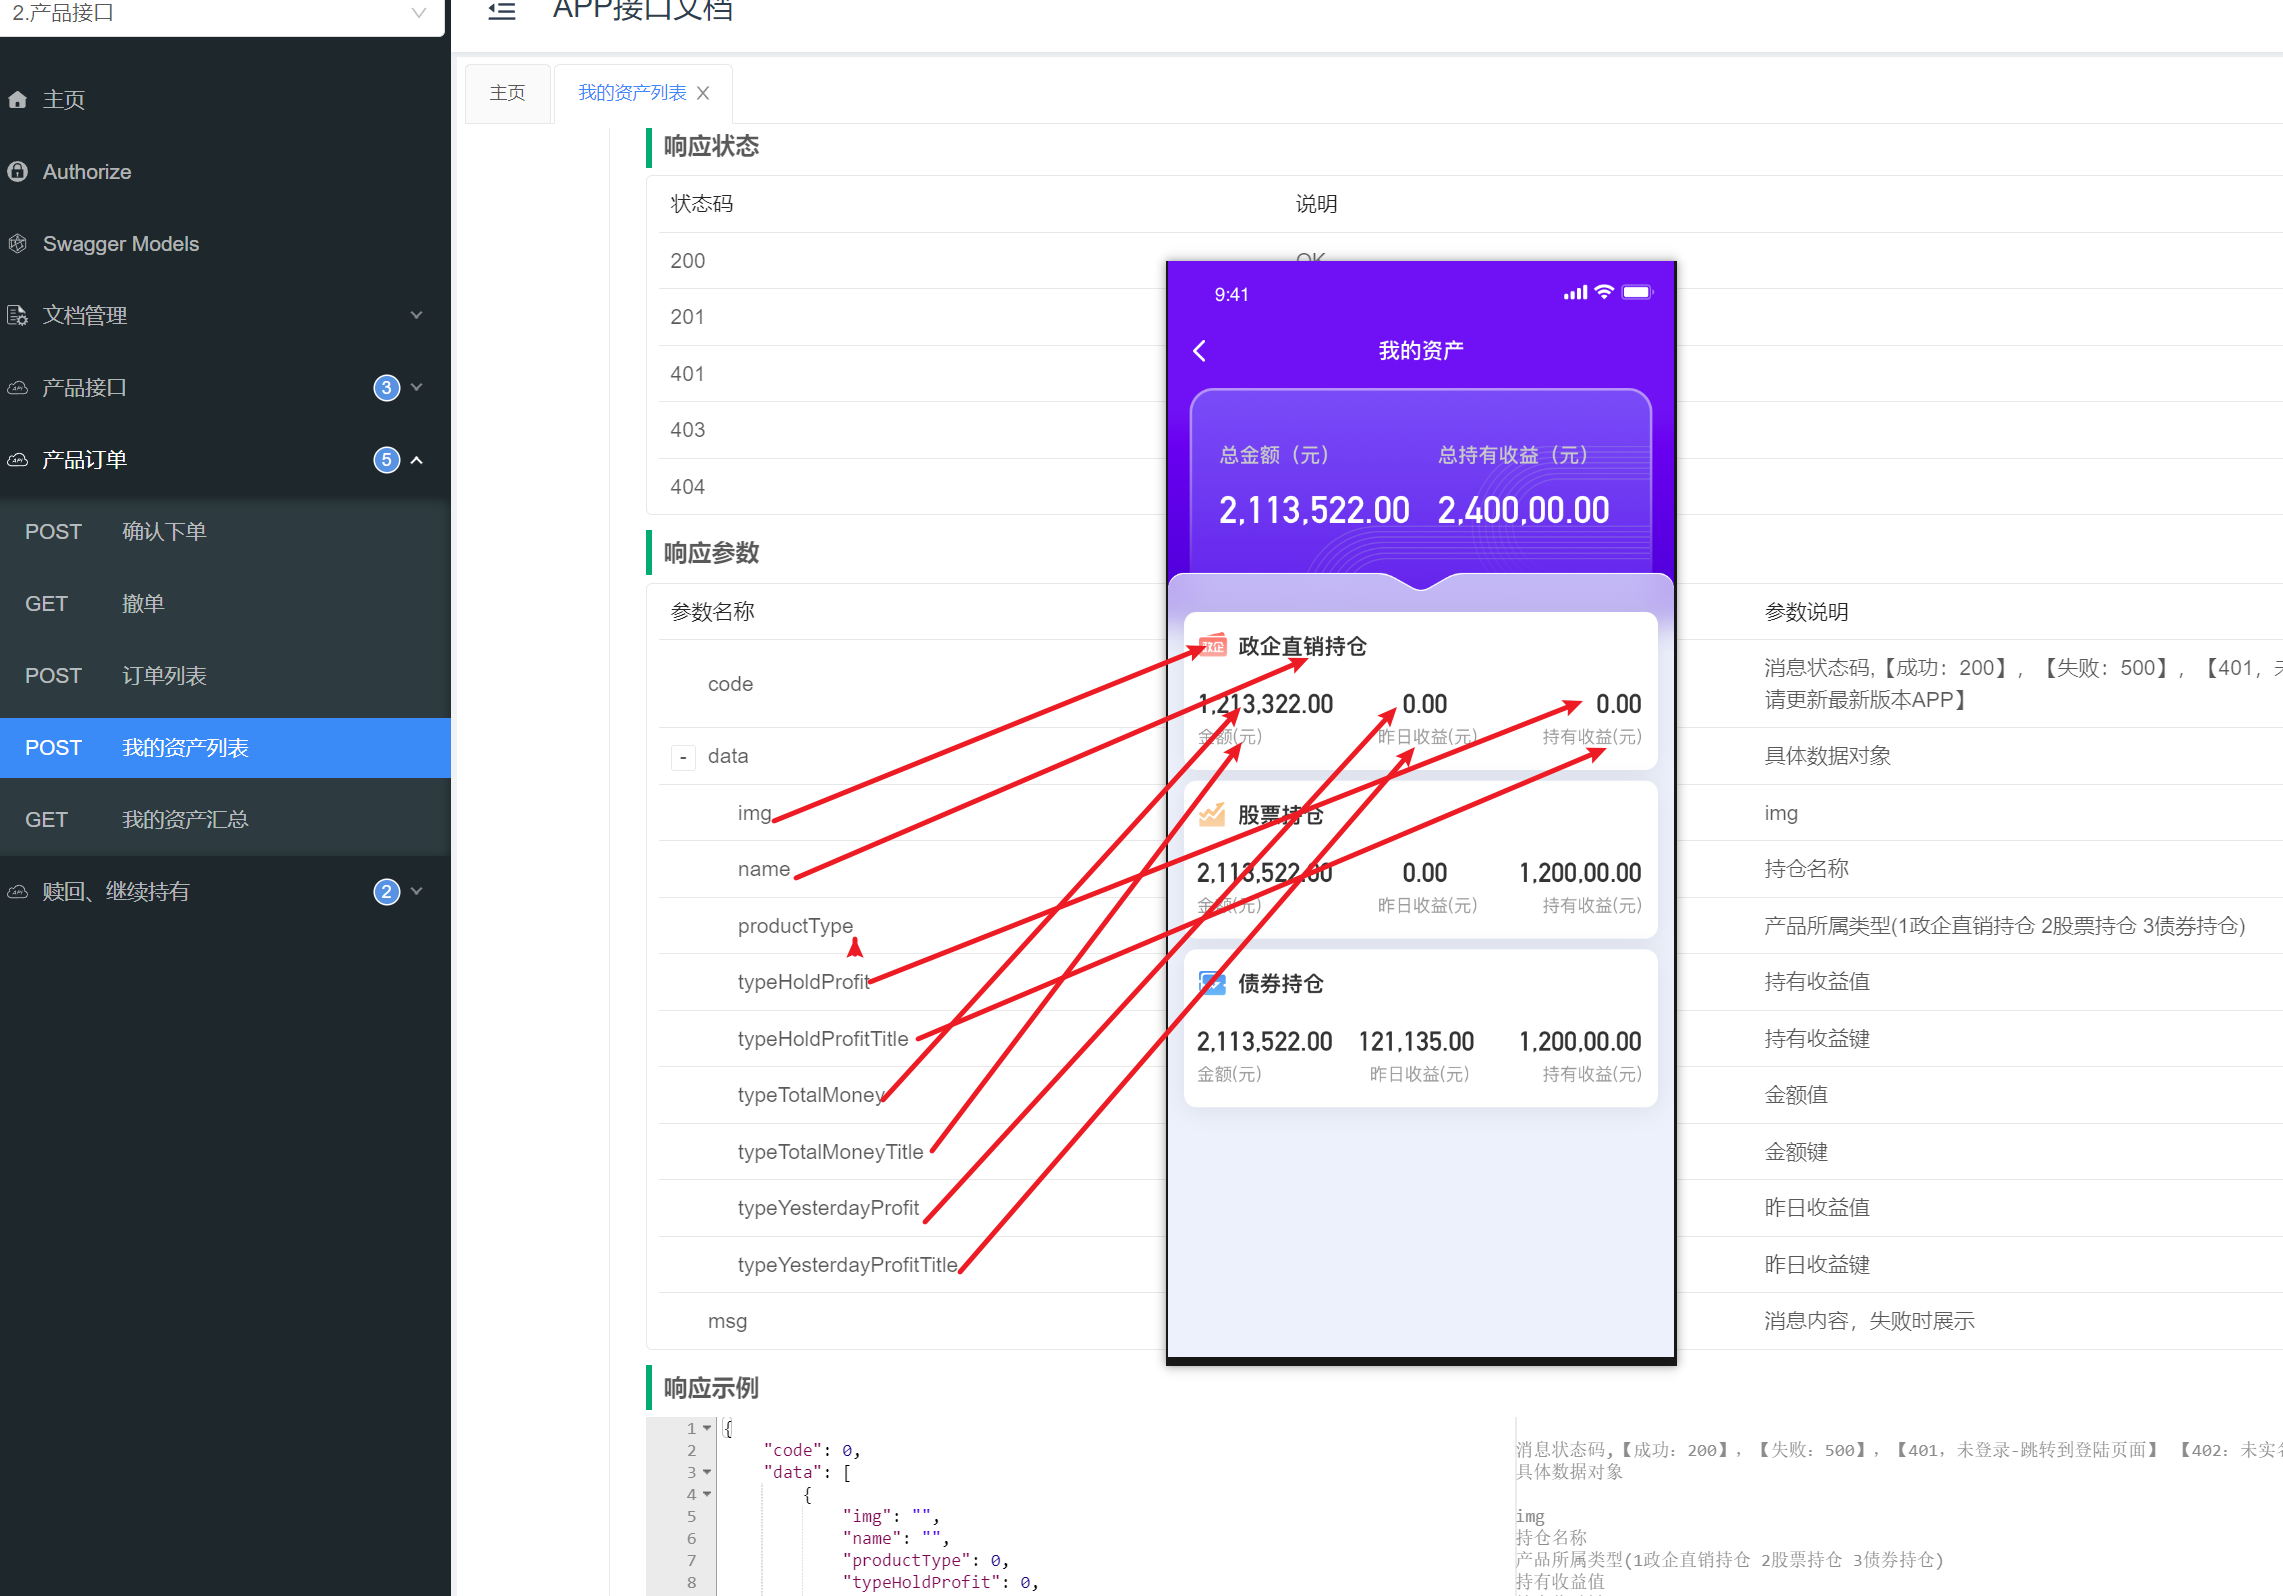 2.产品接口
APP接口文档
主页
Authorize
Swagger Models
文档管理
产品接口 3
产品订单 5
POST 确认下单
GET 撤单
POST 订单列表
POST 我的资产列表
GET 我的资产汇总
赎回、继续持有 2
主页 我的资产列表
响应状态
状态码 说明
200 OK
201
401
403
404
响应参数
参数名称 参数说明
code 消息状态码,【成功：200】，【失败：500】，【401，
请更新最新版本APP】
- data 具体数据对象
img img
name 持仓名称
productType 产品所属类型(1政企直销持仓 2股票持仓 3债券持仓)
typeHoldProfit 持有收益值
typeHoldProfitTitle 持有收益键
typeTotalMoney 金额值
typeTotalMoneyTitle 金额键
typeYesterdayProfit 昨日收益值
typeYesterdayProfitTitle 昨日收益键
msg 消息内容，失败时展示
9:41
我的资产
总金额（元） 总持有收益（元）
2,113,522.00 2,400,00.00
政企 政企直销持仓
1,213,322.00 0.00 0.00
金额(元) 昨日收益(元) 持有收益(元)
股票持仓
2,113,522.00 0.00 1,200,00.00
金额(元) 昨日收益(元) 持有收益(元)
债券持仓
2,113,522.00 121,135.00 1,200,00.00
金额(元) 昨日收益(元) 持有收益(元)
响应示例
1 {
2 "code": 0, 消息状态码,【成功：200】，【失败：500】，【401，未登录-跳转到登陆页面】 【402：未实
3 "data": [ 具体数据对象
4 {
5 "img": "", img
6 "name": "", 持仓名称
7 "productType": 0, 产品所属类型(1政企直销持仓 2股票持仓 3债券持仓)
8 "typeHoldProfit": 0, 持有收益值